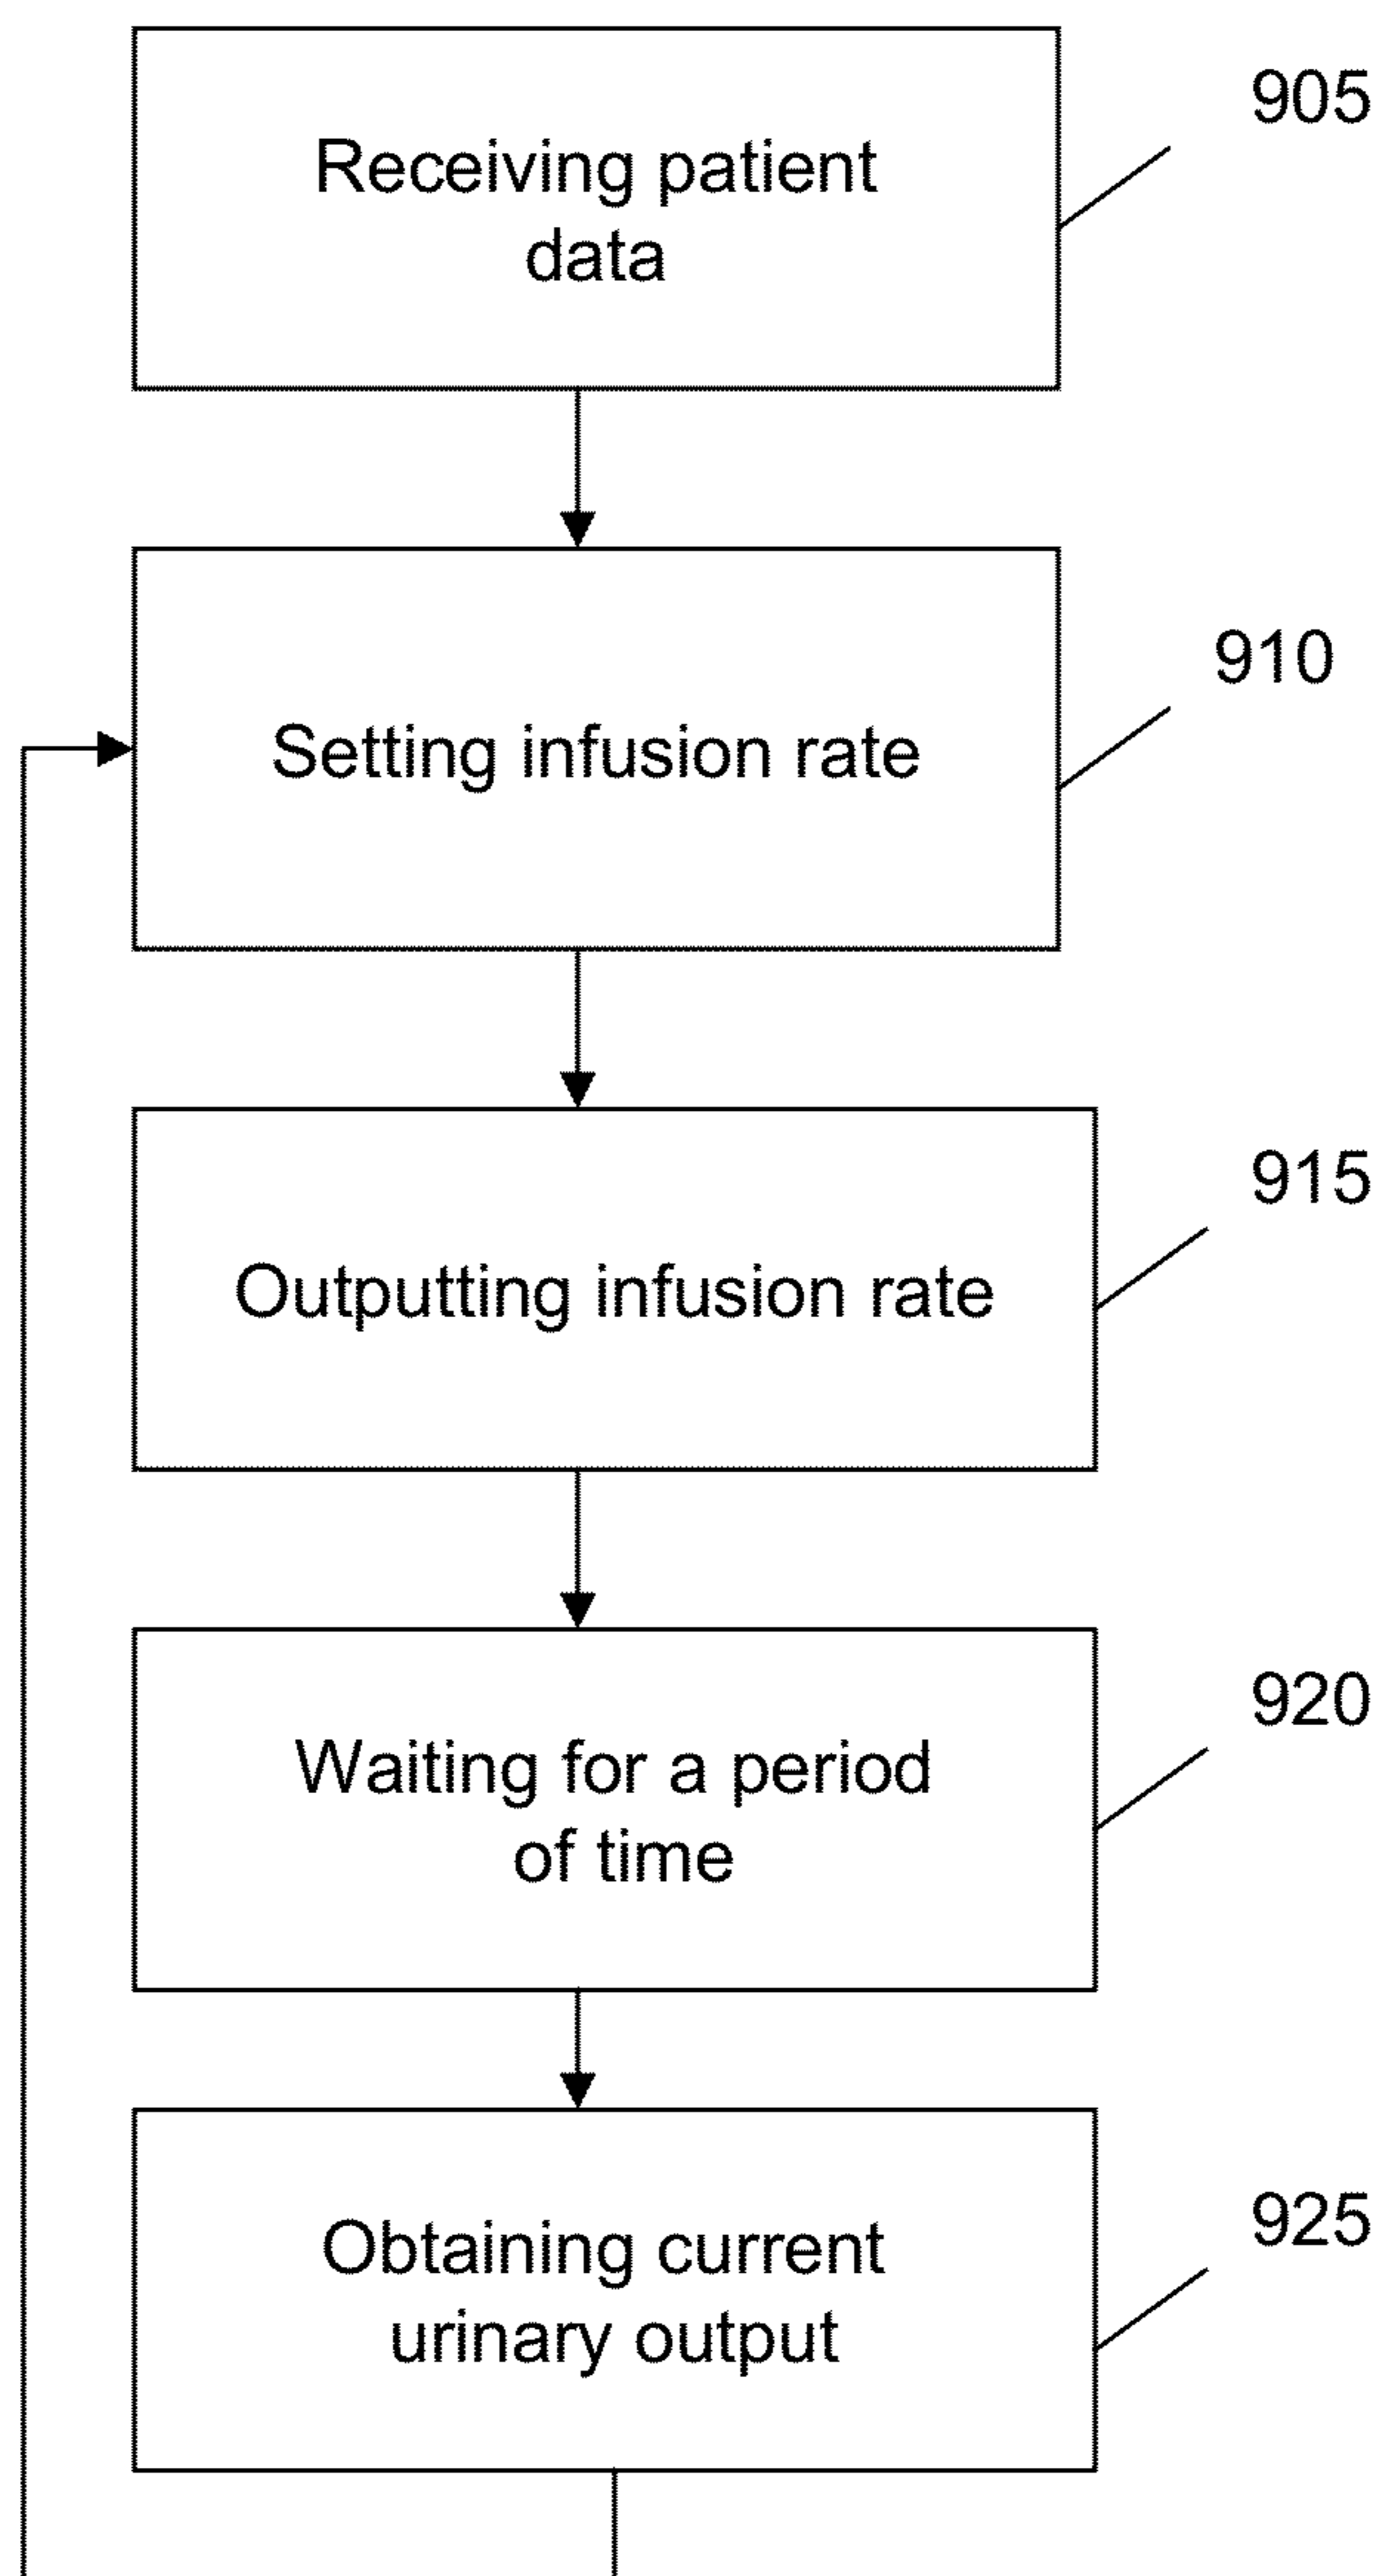 905
Receiving patient
data
910
Setting infusion rate
915
Outputting infusion rate
920
Waiting for a period
of time
925
Obtaining current
urinary output